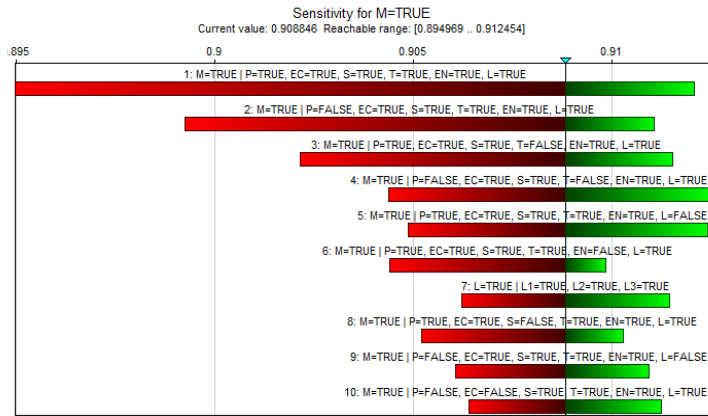 Sensitivity for M=TRUE
Current value: 0.908846 Reachable range: [0.894969 .. 0.912454]
.895 0.9 0.905 0.91
1: M=TRUE | P=TRUE, EC=TRUE, S=TRUE, T=TRUE, EN=TRUE, L=TRUE
2: M=TRUE | P=FALSE, EC=TRUE, S=TRUE, T=TRUE, EN=TRUE, L=TRUE
3: M=TRUE | P=TRUE, EC=TRUE, S=TRUE, T=FALSE, EN=TRUE, L=TRUE
4: M=TRUE | P=FALSE, EC=TRUE, S=TRUE, T=FALSE, EN=TRUE, L=TRUE
5: M=TRUE | P=TRUE, EC=TRUE, S=TRUE, T=TRUE, EN=TRUE, L=FALSE
6: M=TRUE | P=TRUE, EC=TRUE, S=TRUE, T=TRUE, EN=FALSE, L=TRUE
7: L=TRUE | L1=TRUE, L2=TRUE, L3=TRUE
8: M=TRUE | P=TRUE, EC=TRUE, S=FALSE, T=TRUE, EN=TRUE, L=TRUE
9: M=TRUE | P=FALSE, EC=TRUE, S=TRUE, T=TRUE, EN=TRUE, L=FALSE
10: M=TRUE | P=FALSE, EC=FALSE, S=TRUE, T=TRUE, EN=TRUE, L=TRUE